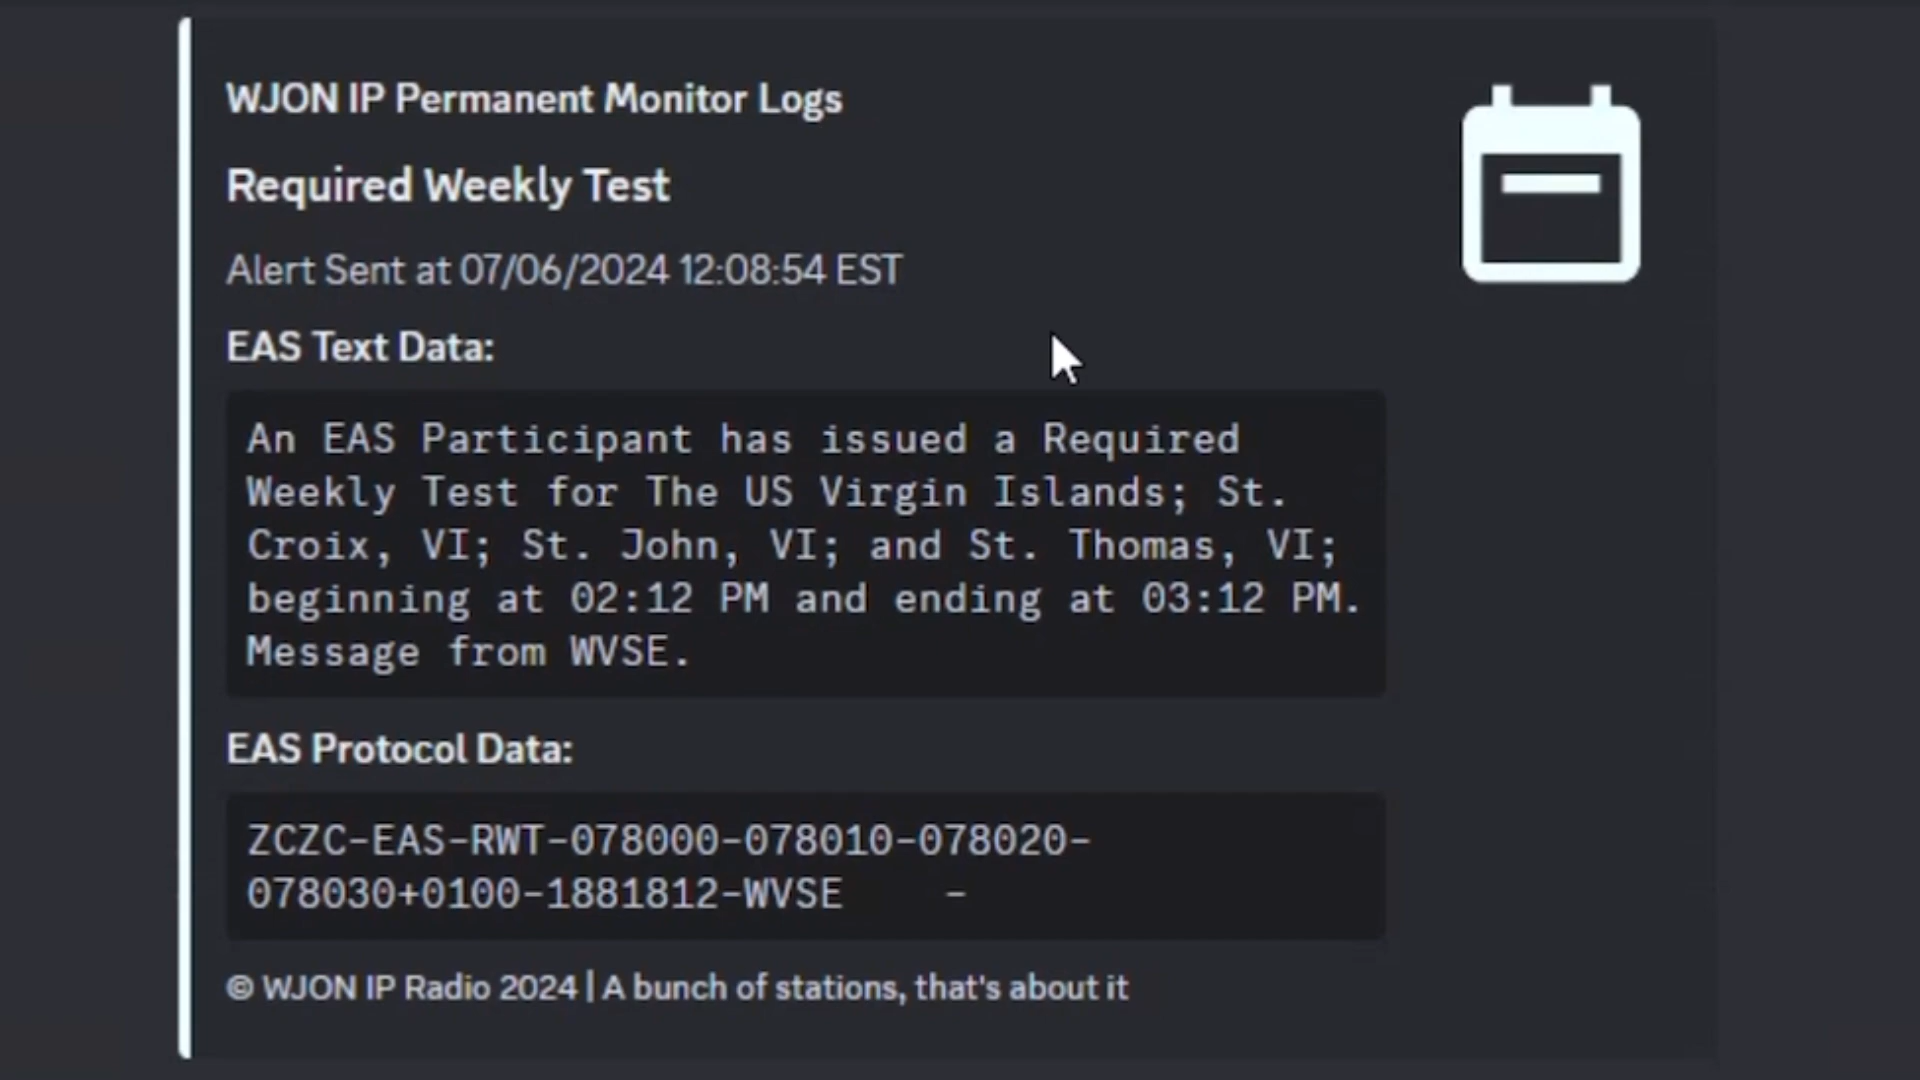 WJON IP Permanent Monitor Logs
Required Weekly Test
Alert Sent at 07/06/2024 12:08:54 EST
EAS Text Data:
An EAS Participant has issued a Required
Weekly Test for The US Virgin Islands; St.
Croix, VI; St. John, VI; and St. Thomas, VI;
beginning at 02:12 PM and ending at 03:12 PM.
Message from WVSE.
EAS Protocol Data:
ZCZC-EAS-RWT-078000-078010-078020-
078030+0100-1881812-WVSE    -
© WJON IP Radio 2024 | A bunch of stations, that's about it